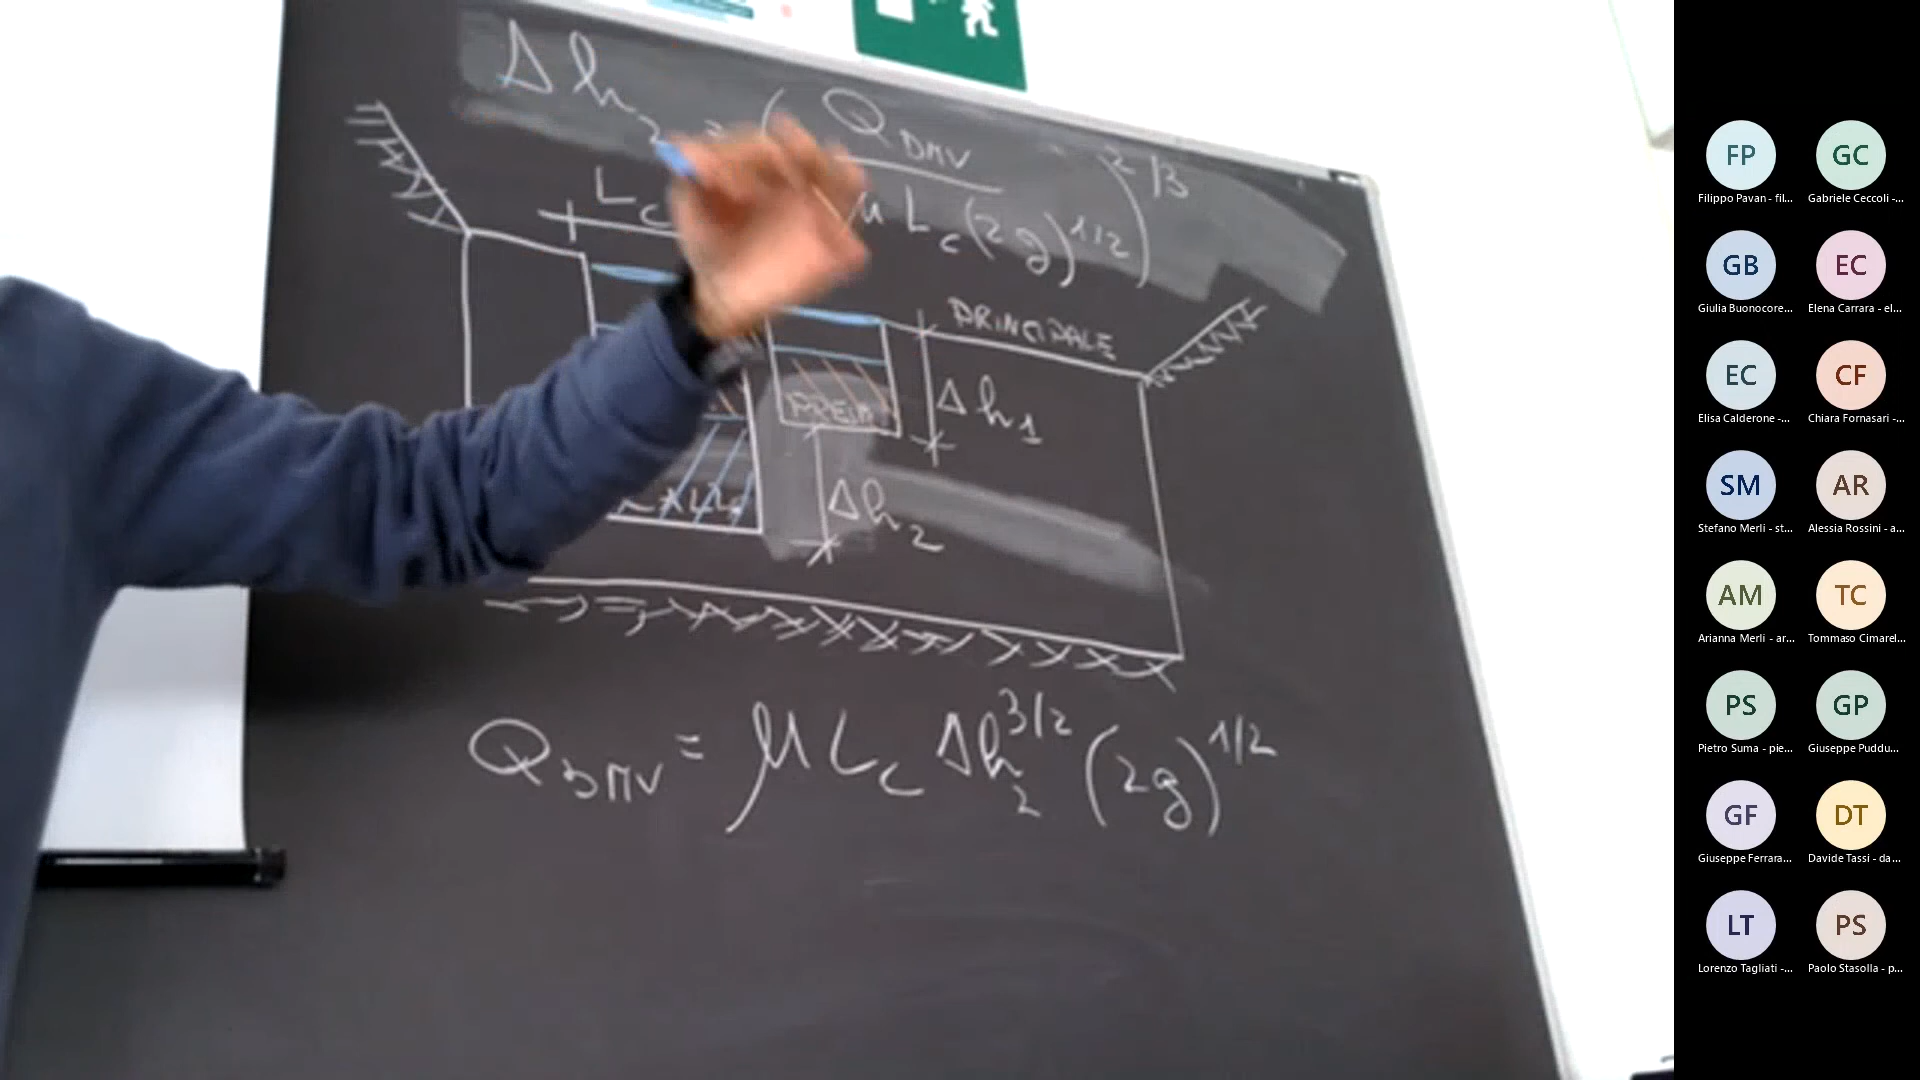 Δh₂ = (Q_DMV / μ L_c (2g)^1/2)^2/3
L_c
PRINCIPALE
Δh₁
Δh₂
Q_DMV = μ L_c Δh₂^3/2 (2g)^1/2
FP GC
Filippo Pavan - fil... Gabriele Ceccoli -...
GB EC
Giulia Buonocore... Elena Carrara - el...
EC CF
Elisa Calderone -... Chiara Fornasari -...
SM AR
Stefano Merli - st... Alessia Rossini - a...
AM TC
Arianna Merli - ar... Tommaso Cimarel...
PS GP
Pietro Suma - pie... Giuseppe Puddu...
GF DT
Giuseppe Ferrara... Davide Tassi - da...
LT PS
Lorenzo Tagliati -... Paolo Stasolla - p...